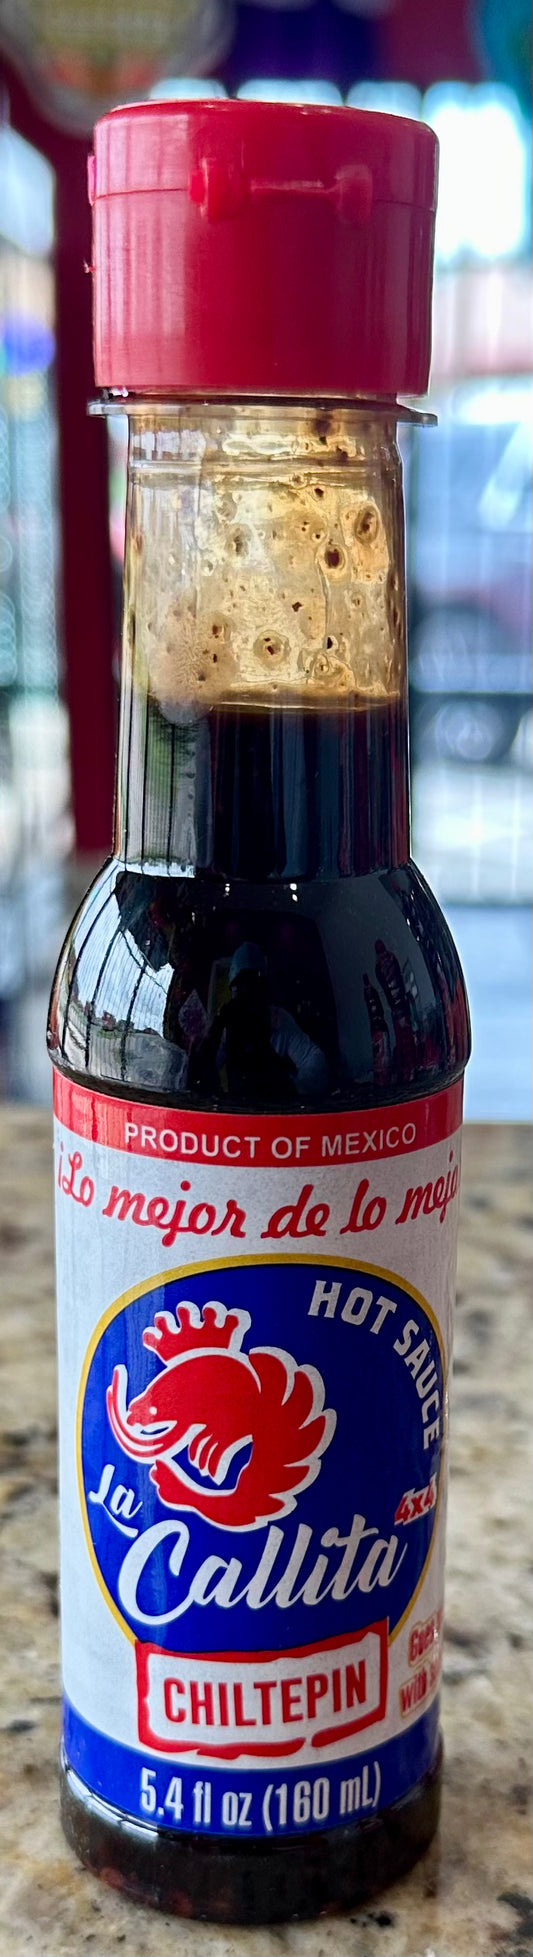 PRODUCT OF MEXICO
¡Lo mejor de lo mejo
HOT SAUCE
La
4x4
Callita
CHILTEPIN
with
5.4 fl oz (160 mL)